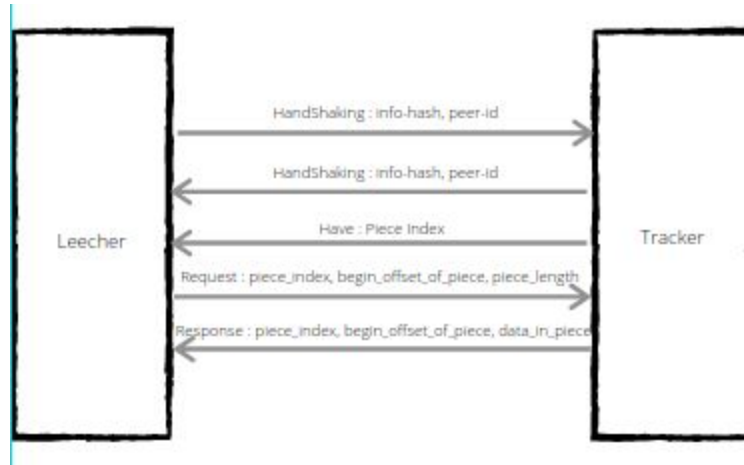 HandShaking : info-hash, peer-id
HandShaking : info-hash, peer-id
Have : Piece Index
Leecher
Tracker
Request : piece_index, begin_offset_of_piece, piece_length
Response : piece_index, begin_offset_of_piece, data_in_piece